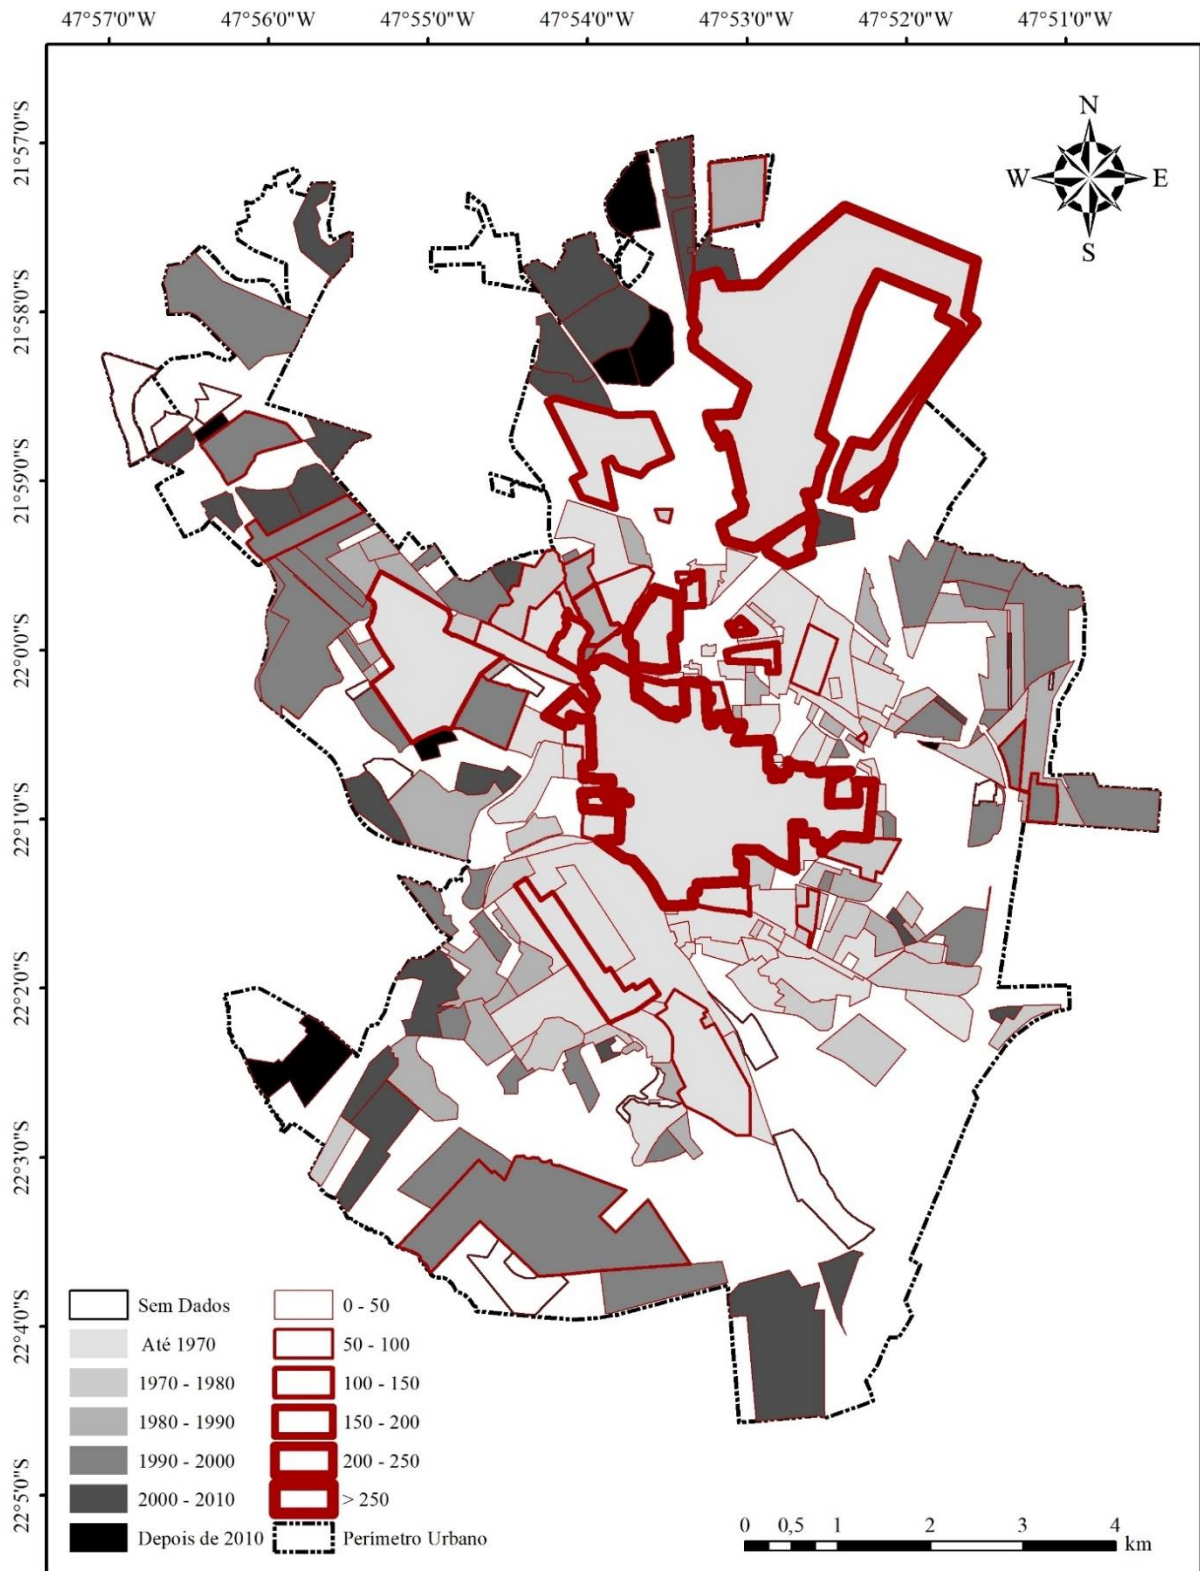 47°57'0"W 47°56'0"W 47°55'0"W 47°54'0"W 47°53'0"W 47°52'0"W 47°51'0"W
21°57'0"S
21°58'0"S
21°59'0"S
22°0'0"S
22°1'0"S
22°2'0"S
22°3'0"S
22°4'0"S
22°5'0"S
N
W E
S
Sem Dados 0 - 50
Até 1970 50 - 100
1970 - 1980 100 - 150
1980 - 1990 150 - 200
1990 - 2000 200 - 250
2000 - 2010 > 250
Depois de 2010 Perímetro Urbano
0 0,5 1 2 3 4
km